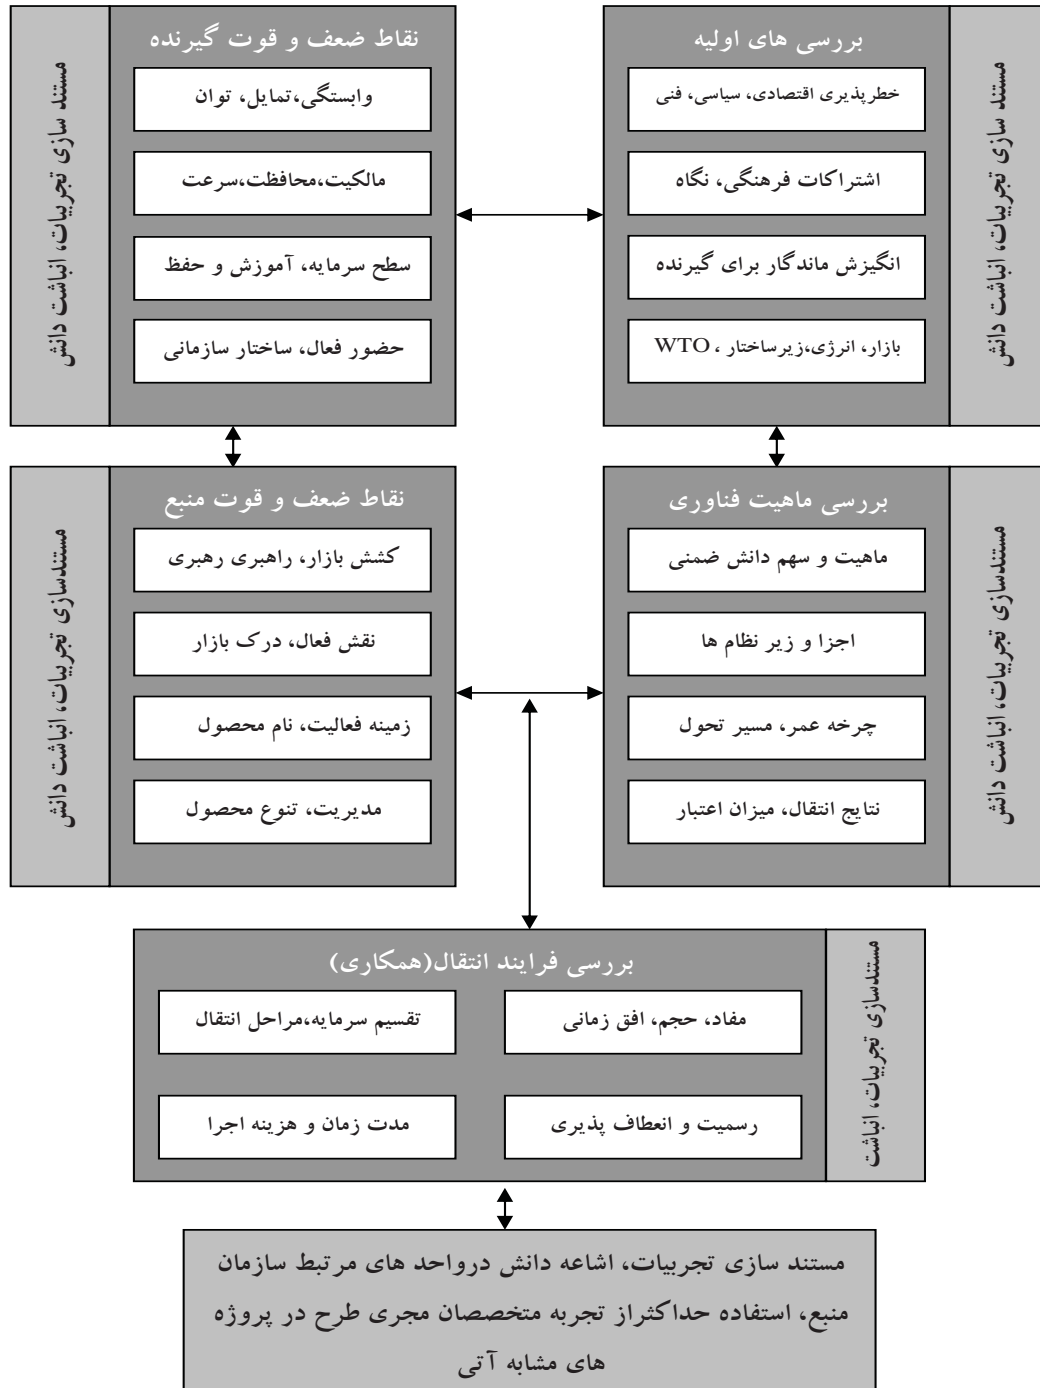 بررسی های اولیه
خطرپذیری اقتصادی، سیاسی، فنی
اشتراکات فرهنگی، نگاه
انگیزش ماندگار برای گیرنده
بازار، انرژی،زیرساختار ، WTO
مستند سازی تجربیات، انباشت دانش
نقاط ضعف و قوت گیرنده
وابستگی،تمایل، توان
مالکیت،محافظت،سرعت
سطح سرمایه، آموزش و حفظ
حضور فعال، ساختار سازمانی
مستند سازی تجربیات، انباشت دانش
بررسی ماهیت فناوری
ماهیت و سهم دانش ضمنی
اجزا و زیر نظام ها
چرخه عمر، مسیر تحول
نتایج انتقال، میزان اعتبار
مستندسازی تجربیات، انباشت دانش
نقاط ضعف و قوت منبع
کشش بازار، راهبری رهبری
نقش فعال، درک بازار
زمینه فعالیت، نام محصول
مدیریت، تنوع محصول
مستندسازی تجربیات، انباشت دانش
بررسی فرایند انتقال(همکاری)
مفاد، حجم، افق زمانی
تقسیم سرمایه،مراحل انتقال
رسمیت و انعطاف پذیری
مدت زمان و هزینه اجرا
مستندسازی تجربیات، انباشت
مستند سازی تجربیات، اشاعه دانش درواحد های مرتبط سازمان
منبع، استفاده حداکثراز تجربه متخصصان مجری طرح در پروژه
های مشابه آتی